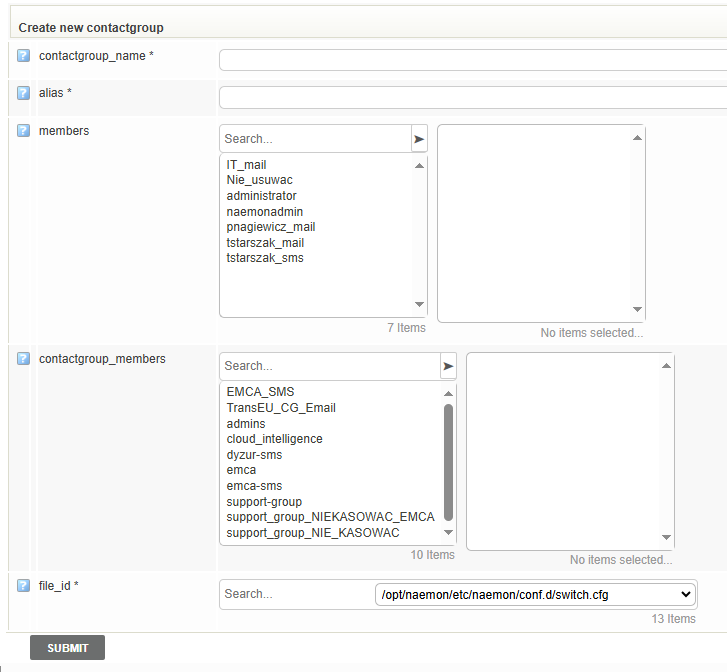 Create new contactgroup
? contactgroup_name *
? alias *
? members
Search...
IT_mail
Nie_usuwac
administrator
naemonadmin
pnagiewicz_mail
tstarszak_mail
tstarszak_sms
7 Items
No items selected...
? contactgroup_members
Search...
EMCA_SMS
TransEU_CG_Email
admins
cloud_intelligence
dyzur-sms
emca
emca-sms
support-group
support_group_NIEKASOWAC_EMCA
support_group_NIE_KASOWAC
10 Items
No items selected...
? file_id *
Search...
/opt/naemon/etc/naemon/conf.d/switch.cfg
13 Items
SUBMIT